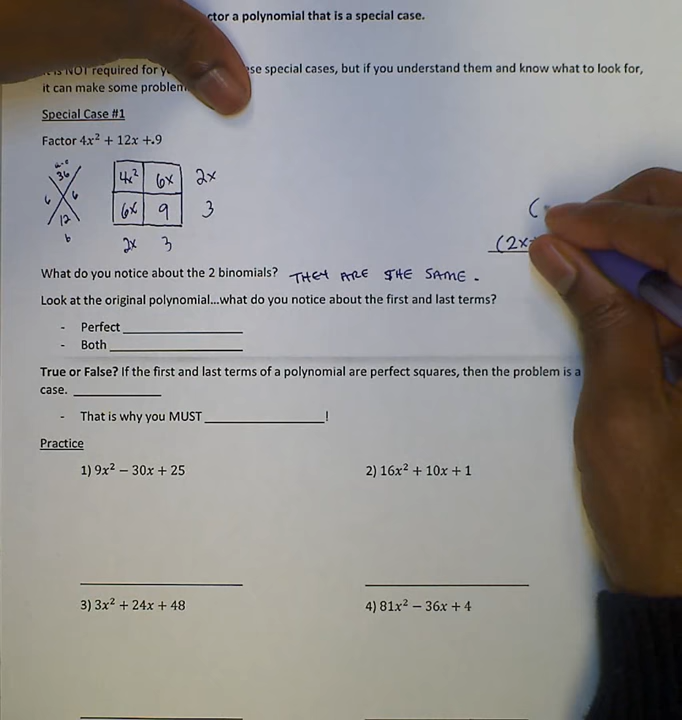 ctor a polynomial that is a special case.
is NOT required for se special cases, but if you understand them and know what to look for,
it can make some problem
Special Case #1
Factor 4x² + 12x + 9
a·c
36
6 6
12
b
4x² 6x 2x
6x 9 3
2x 3
(
(2x
What do you notice about the 2 binomials? THEY ARE THE SAME.
Look at the original polynomial...what do you notice about the first and last terms?
- Perfect
- Both
True or False? If the first and last terms of a polynomial are perfect squares, then the problem is a
case.
- That is why you MUST !
Practice
1) 9x² – 30x + 25 2) 16x² + 10x + 1
3) 3x² + 24x + 48 4) 81x² – 36x + 4